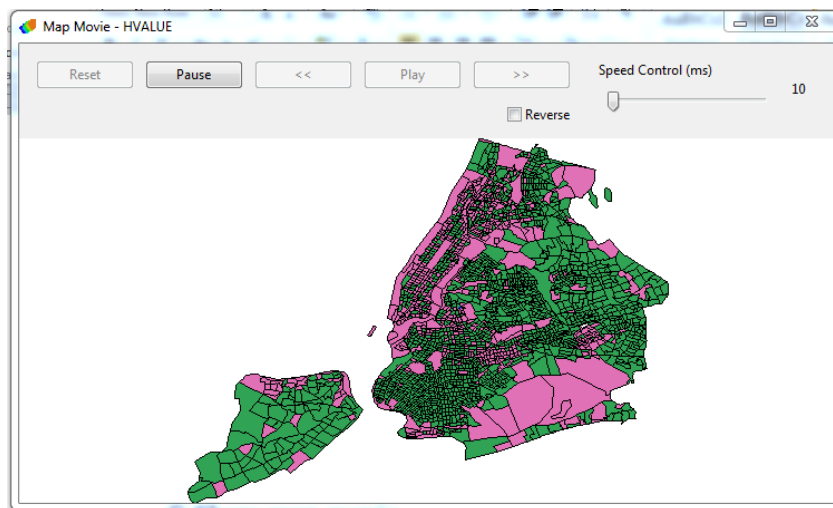 Map Movie - HVALUE
Reset Pause << Play >> Speed Control (ms) 10
Reverse